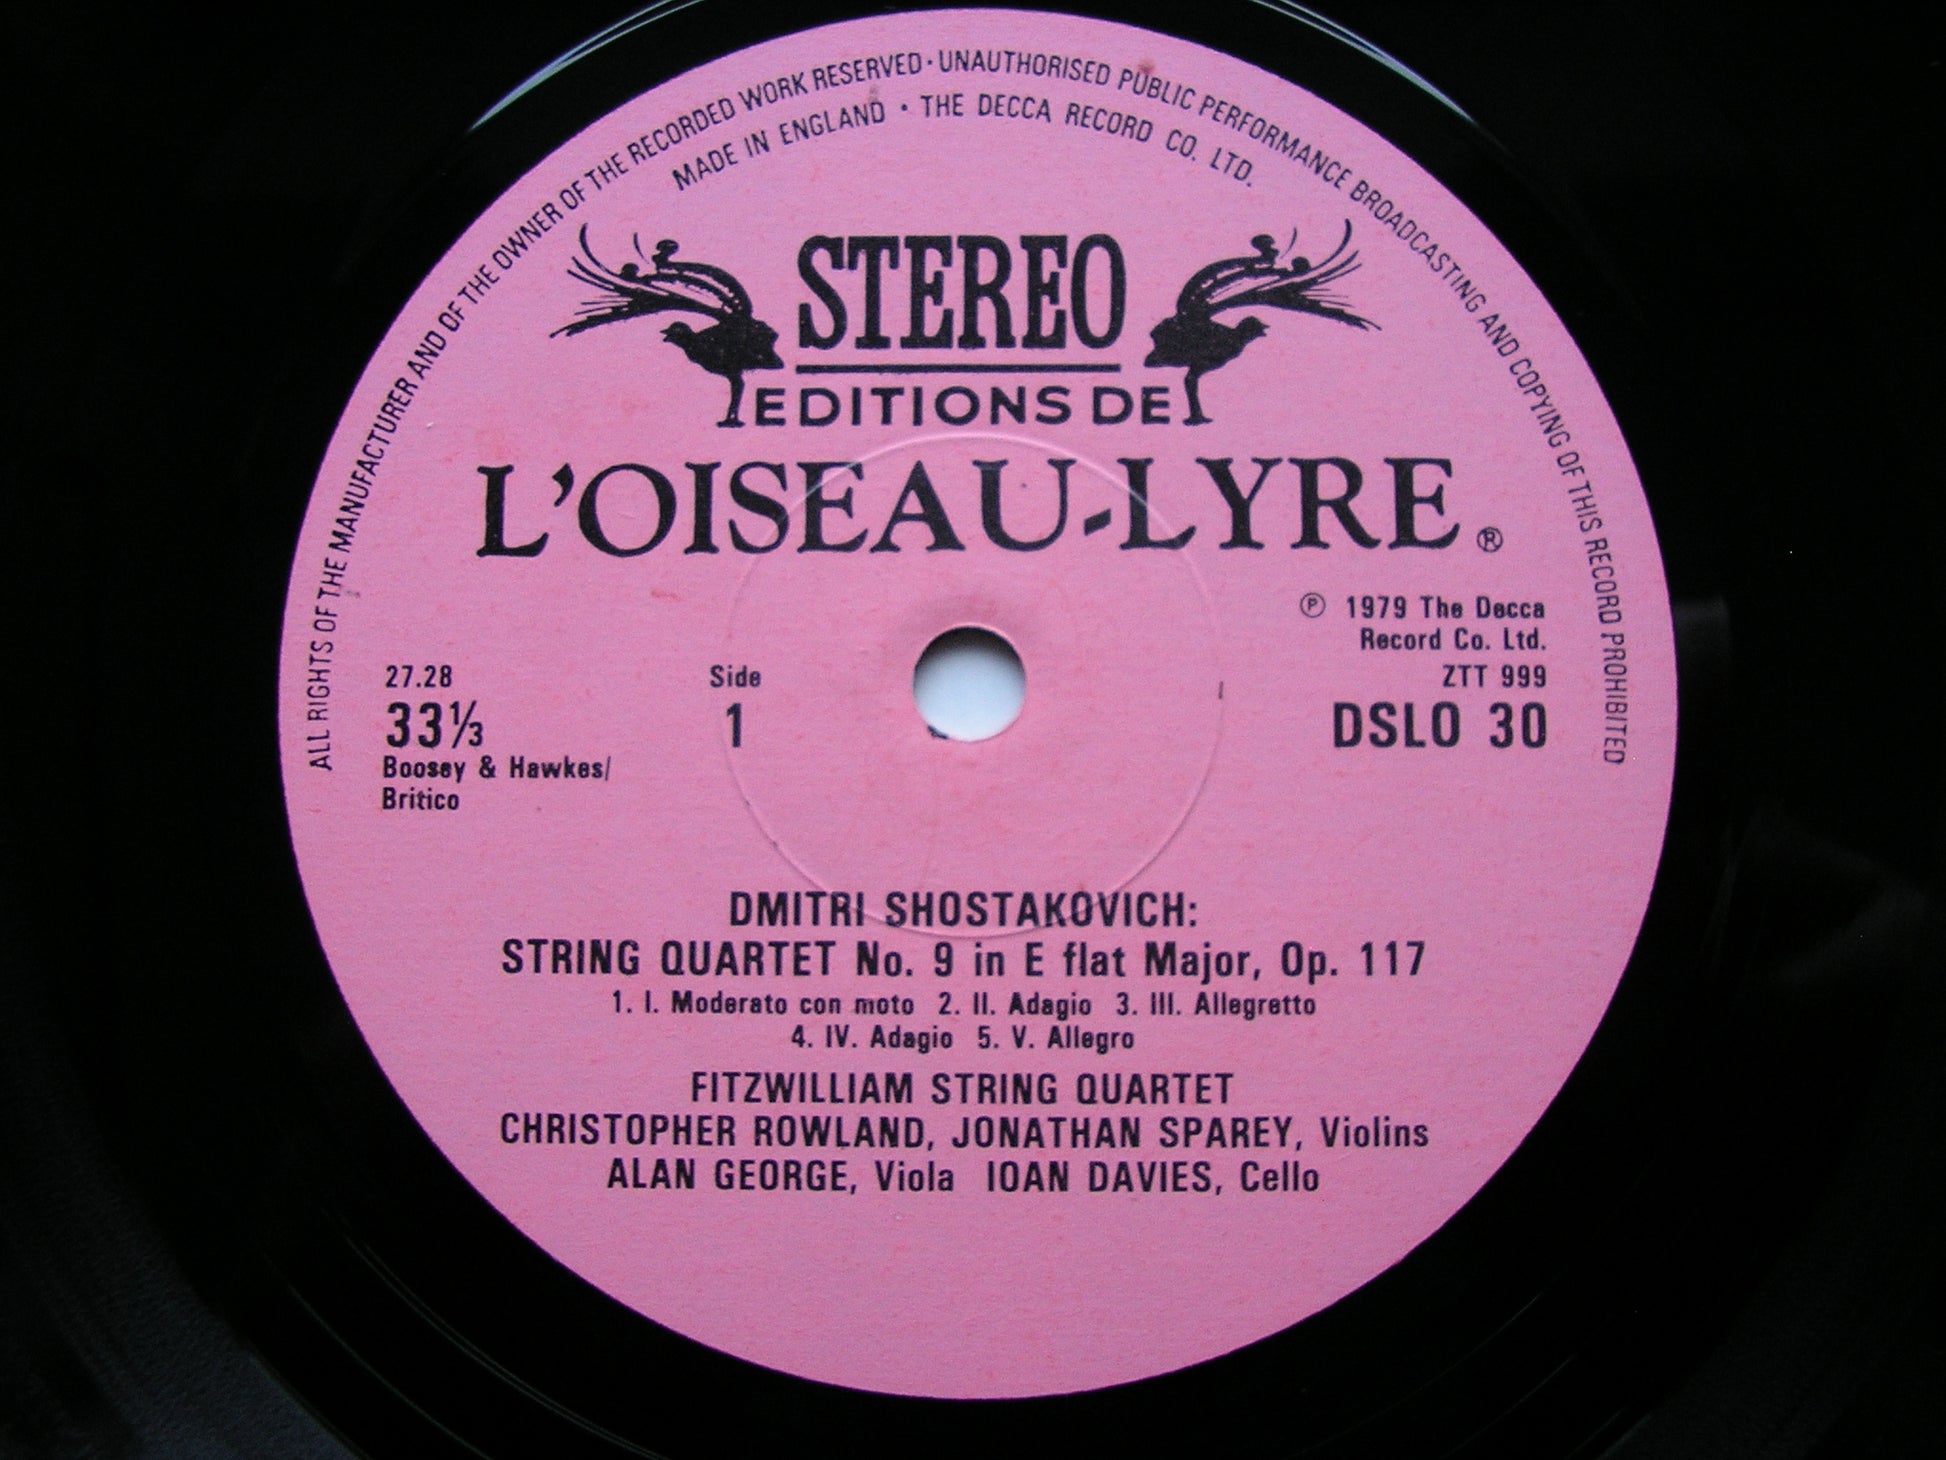 ALL RIGHTS OF THE MANUFACTURER AND OF THE OWNER OF THE RECORDED WORK RESERVED · UNAUTHORISED PUBLIC PERFORMANCE BROADCASTING AND COPYING OF THIS RECORD PROHIBITED
MADE IN ENGLAND · THE DECCA RECORD CO. LTD.
STEREO
EDITIONS DE
L'OISEAU-LYRE ®
℗ 1979 The Decca
Record Co. Ltd.
27.28 Side ZTT 999
33⅓ 1 DSLO 30
Boosey & Hawkes/
Britico
DMITRI SHOSTAKOVICH:
STRING QUARTET No. 9 in E flat Major, Op. 117
1. I. Moderato con moto 2. II. Adagio 3. III. Allegretto
4. IV. Adagio 5. V. Allegro
FITZWILLIAM STRING QUARTET
CHRISTOPHER ROWLAND, JONATHAN SPAREY, Violins
ALAN GEORGE, Viola IOAN DAVIES, Cello